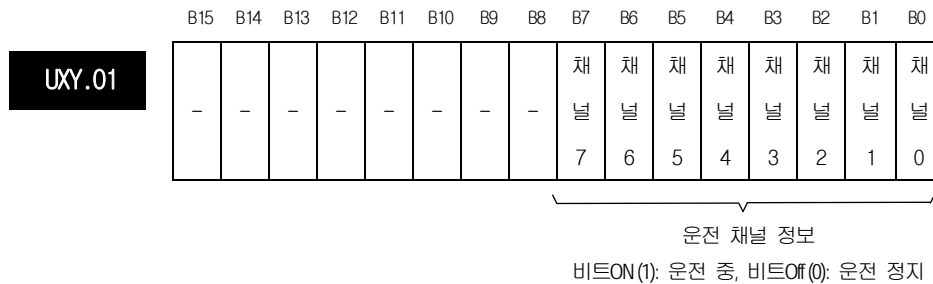 B15 B14 B13 B12 B11 B10 B9 B8 B7 B6 B5 B4 B3 B2 B1 B0
UXY.01
- - - - - - - - 채널7 채널6 채널5 채널4 채널3 채널2 채널1 채널0
운전 채널 정보
비트ON(1): 운전 중, 비트Off(0): 운전 정지